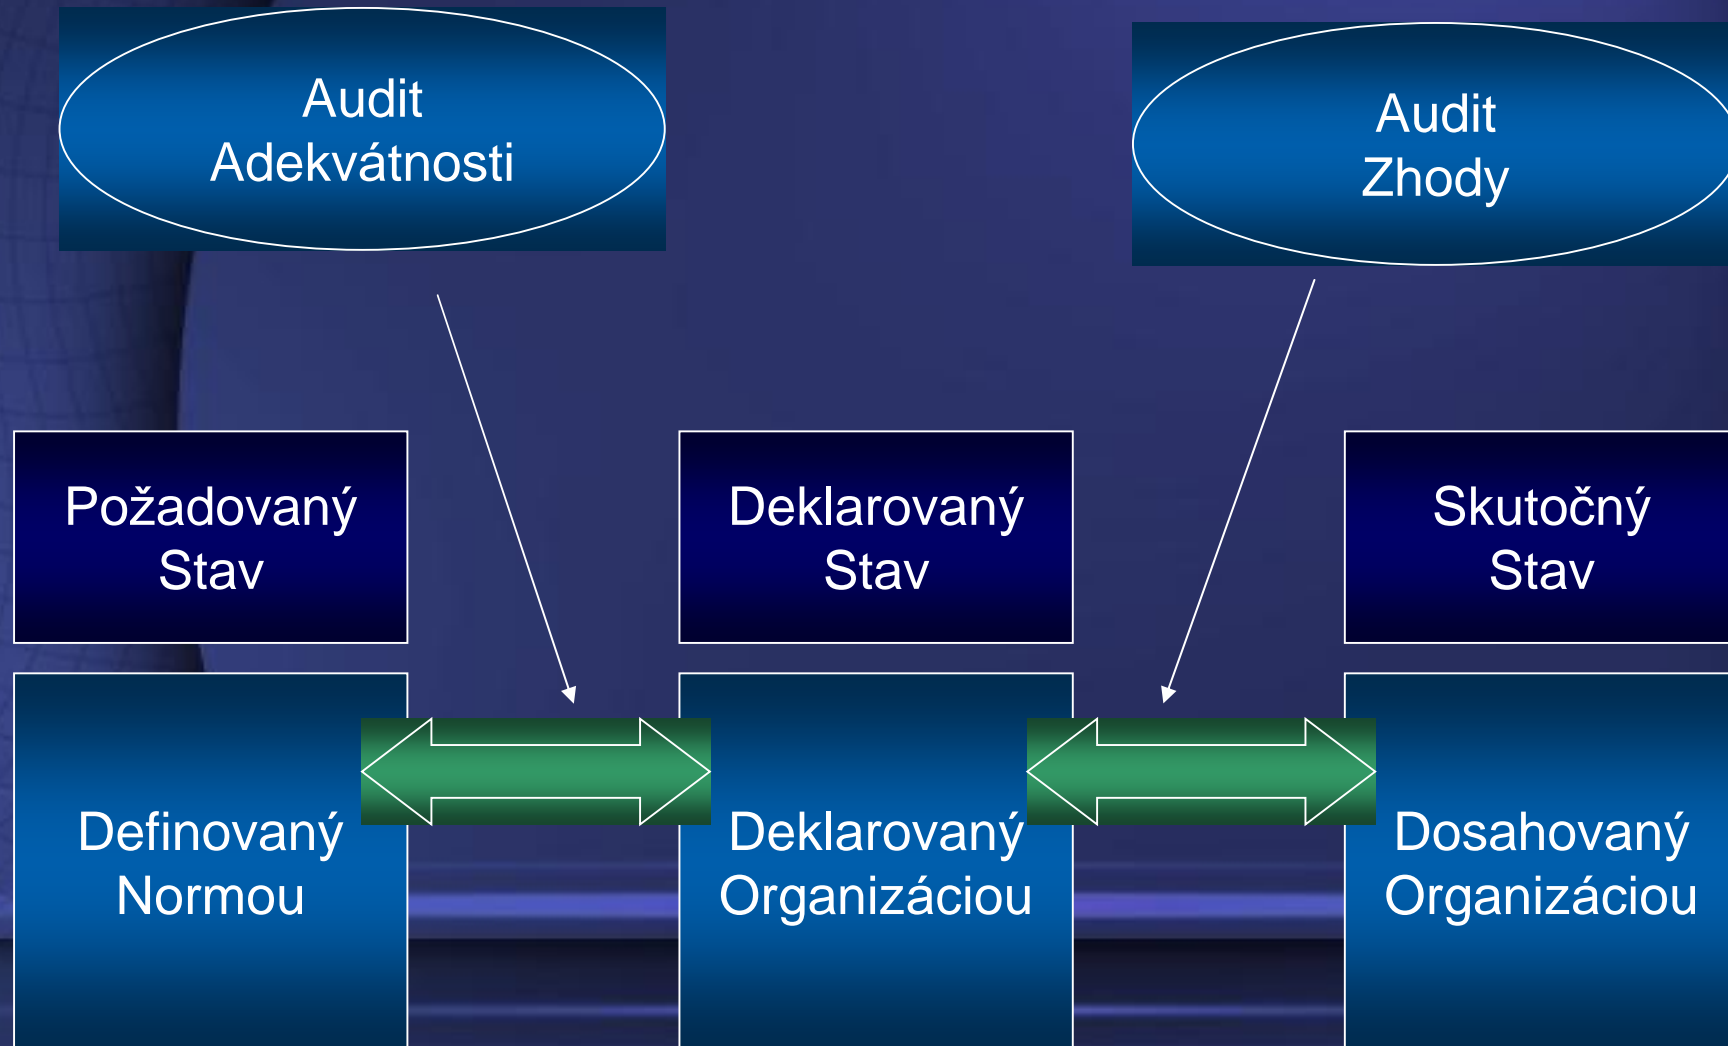 Audit
Adekvátnosti
Audit
Zhody
Požadovaný
Stav
Deklarovaný
Stav
Skutočný
Stav
Definovaný
Normou
Deklarovaný
Organizáciou
Dosahovaný
Organizáciou